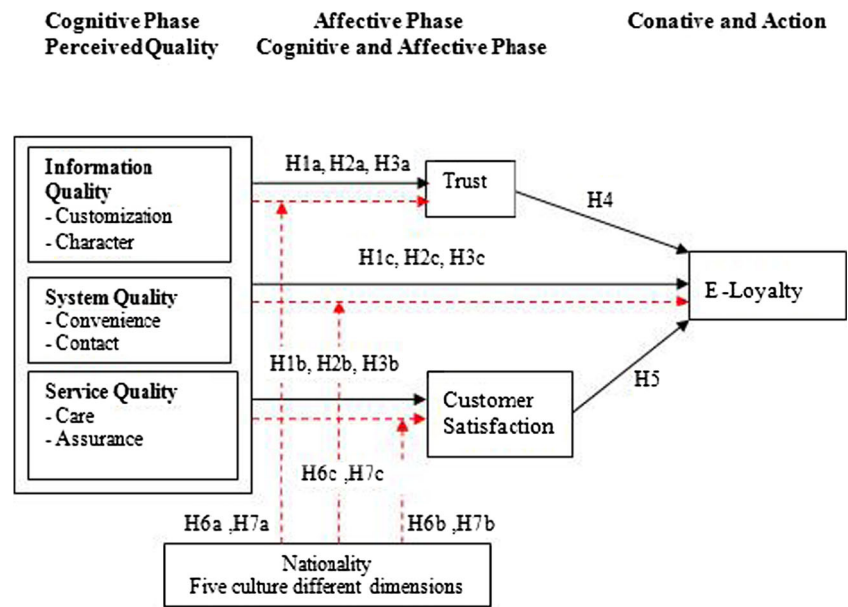 Cognitive Phase
Perceived Quality
Affective Phase
Cognitive and Affective Phase
Conative and Action
Information
Quality
- Customization
- Character
System Quality
- Convenience
- Contact
Service Quality
- Care
- Assurance
H1a, H2a, H3a
Trust
H4
H1c, H2c, H3c
E -Loyalty
H1b, H2b, H3b
Customer
Satisfaction
H5
H6c ,H7c
H6a ,H7a
H6b ,H7b
Nationality
Five culture different dimensions